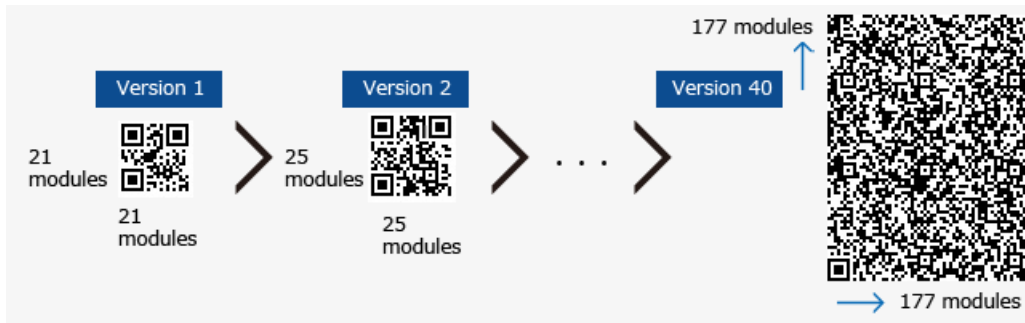 177 modules
Version 1
Version 2
Version 40
21
modules
25
modules
. . .
21
modules
25
modules
177 modules